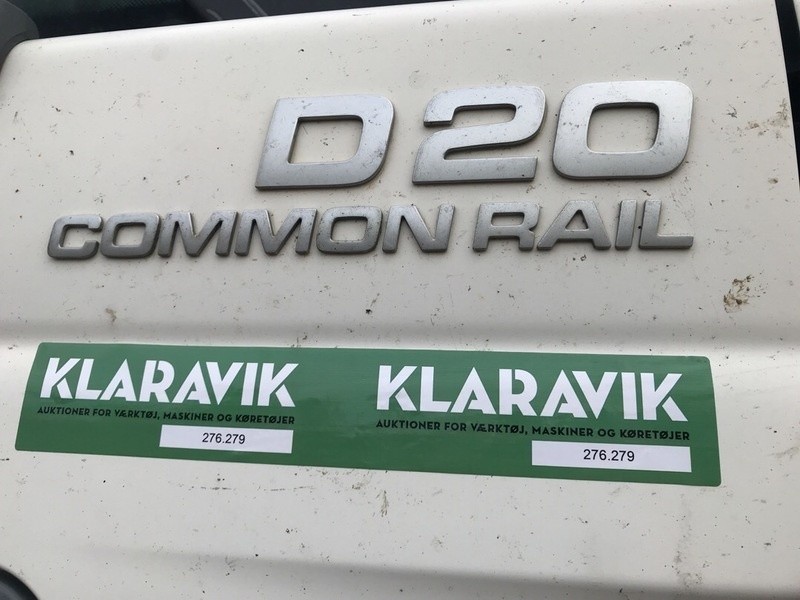 D20
COMMON RAIL
KLARAVIK
AUKTIONER FOR VÆRKTØJ, MASKINER OG KØRETØJER
276.279
KLARAVIK
AUKTIONER FOR VÆRKTØJ, MASKINER OG KØRETØJER
276.279